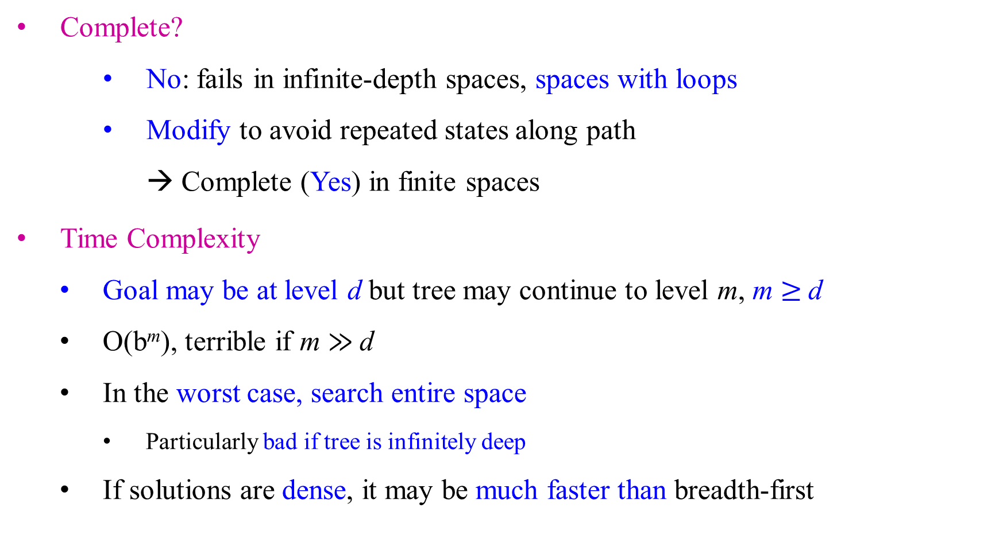 • Complete?
• No: fails in infinite-depth spaces, spaces with loops
• Modify to avoid repeated states along path
→ Complete (Yes) in finite spaces
• Time Complexity
• Goal may be at level d but tree may continue to level m, m ≥ d
• O(bᵐ), terrible if m ≫ d
• In the worst case, search entire space
• Particularly bad if tree is infinitely deep
• If solutions are dense, it may be much faster than breadth-first